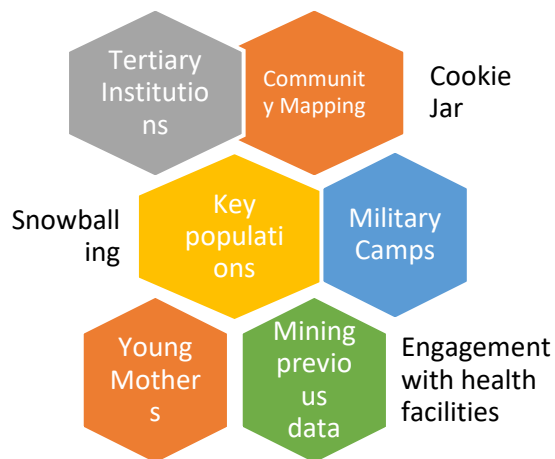 Tertiary
Institutio
ns
Communit
y Mapping
Cookie
Jar
Snowball
ing
Key
populati
ons
Military
Camps
Young
Mother
s
Mining
previo
us
data
Engagement
with health
facilities